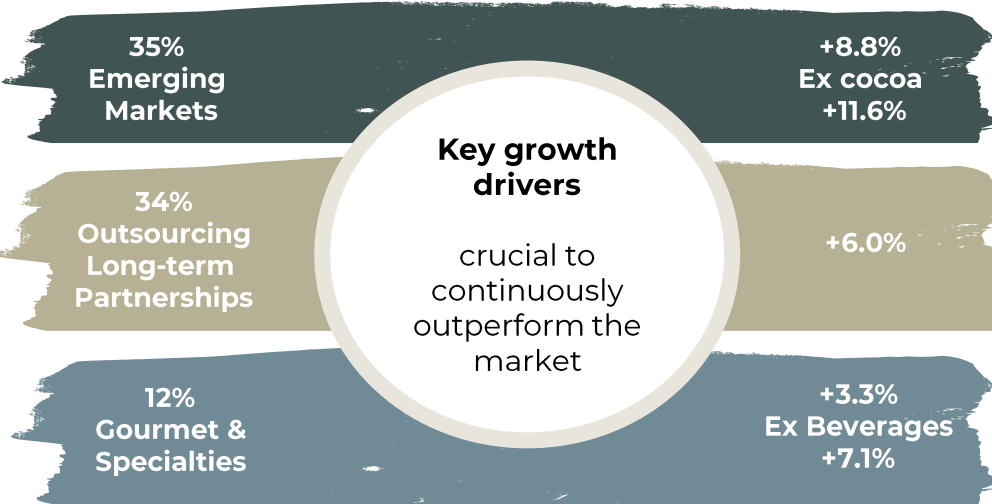 35%
Emerging
Markets
+8.8%
Ex cocoa
+11.6%
Key growth
drivers
crucial to
continuously
outperform the
market
34%
Outsourcing
Long-term
Partnerships
+6.0%
12%
Gourmet &
Specialties
+3.3%
Ex Beverages
+7.1%